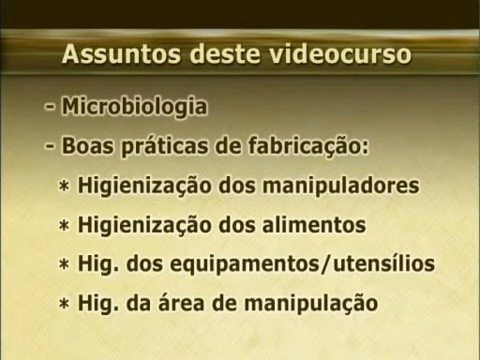 Assuntos deste videocurso
- Microbiologia
- Boas práticas de fabricação:
* Higienização dos manipuladores
* Higienização dos alimentos
* Hig. dos equipamentos/utensílios
* Hig. da área de manipulação